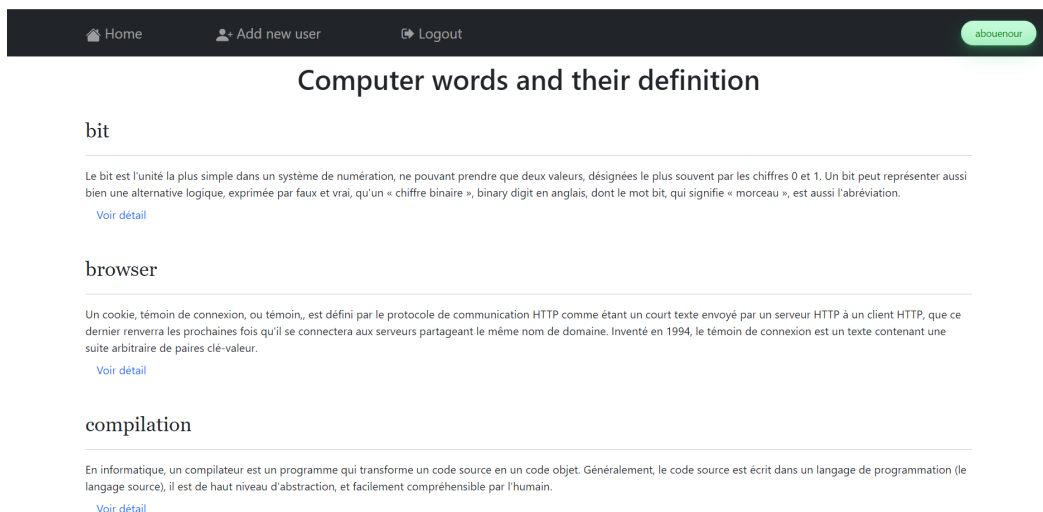 Home Add new user Logout abouenour
Computer words and their definition
bit
Le bit est l'unité la plus simple dans un système de numération, ne pouvant prendre que deux valeurs, désignées le plus souvent par les chiffres 0 et 1. Un bit peut représenter aussi
bien une alternative logique, exprimée par faux et vrai, qu'un « chiffre binaire », binary digit en anglais, dont le mot bit, qui signifie « morceau », est aussi l'abréviation.
Voir détail
browser
Un cookie, témoin de connexion, ou témoin,, est défini par le protocole de communication HTTP comme étant un court texte envoyé par un serveur HTTP à un client HTTP, que ce
dernier renverra les prochaines fois qu'il se connectera aux serveurs partageant le même nom de domaine. Inventé en 1994, le témoin de connexion est un texte contenant une
suite arbitraire de paires clé-valeur.
Voir détail
compilation
En informatique, un compilateur est un programme qui transforme un code source en un code objet. Généralement, le code source est écrit dans un langage de programmation (le
langage source), il est de haut niveau d'abstraction, et facilement compréhensible par l'humain.
Voir détail